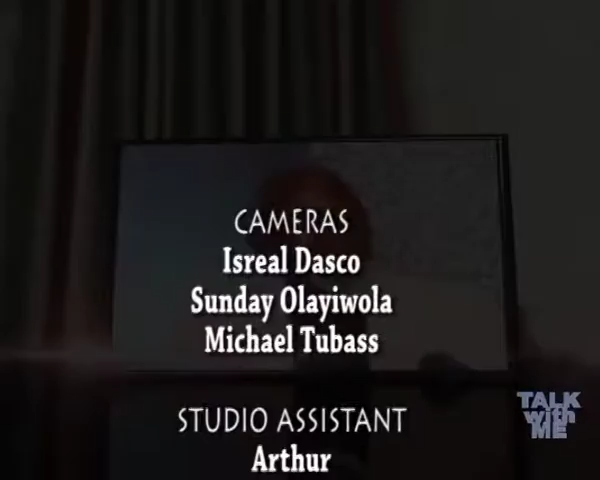 CAMERAS
Isreal Dasco
Sunday Olayiwola
Michael Tubass
STUDIO ASSISTANT
Arthur
TALK
with
ME